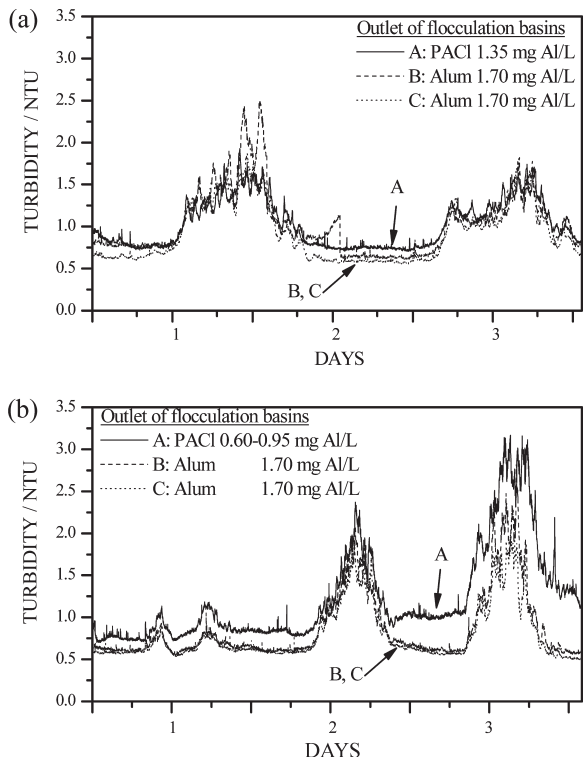 (a)
Outlet of flocculation basins
A: PACl 1.35 mg Al/L
B: Alum 1.70 mg Al/L
C: Alum 1.70 mg Al/L
TURBIDITY / NTU
3.5
3.0
2.5
2.0
1.5
1.0
0.5
0.0
A
B, C
1 2 3
DAYS
(b)
Outlet of flocculation basins
A: PACl 0.60-0.95 mg Al/L
B: Alum 1.70 mg Al/L
C: Alum 1.70 mg Al/L
TURBIDITY / NTU
3.5
3.0
2.5
2.0
1.5
1.0
0.5
0.0
A
B, C
1 2 3
DAYS